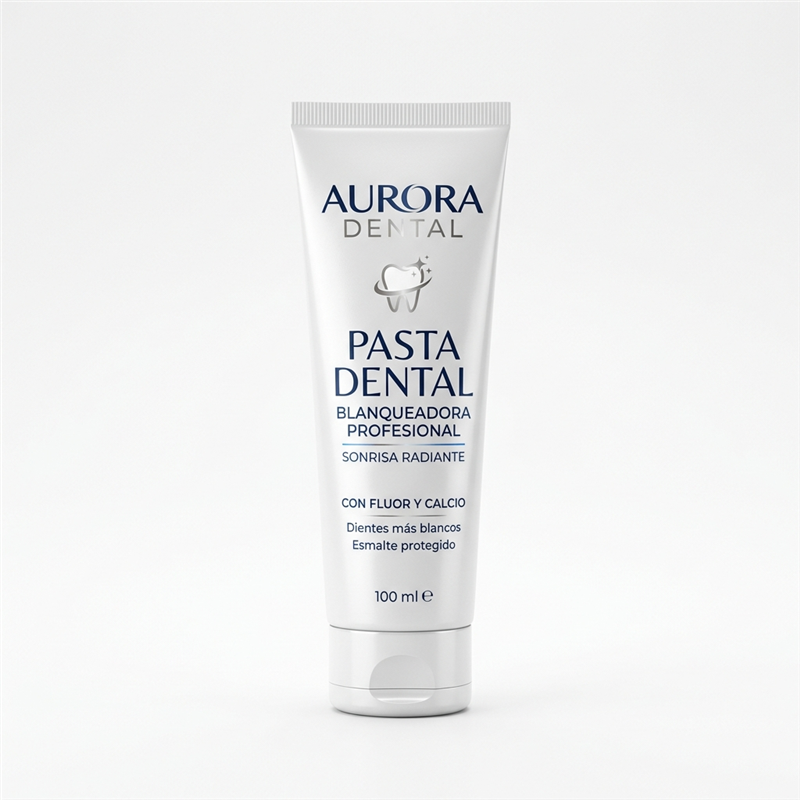 AURORA
DENTAL
PASTA
DENTAL
BLANQUEADORA
PROFESIONAL
SONRISA RADIANTE
CON FLUOR Y CALCIO
Dientes más blancos
Esmalte protegido
100 ml ℮